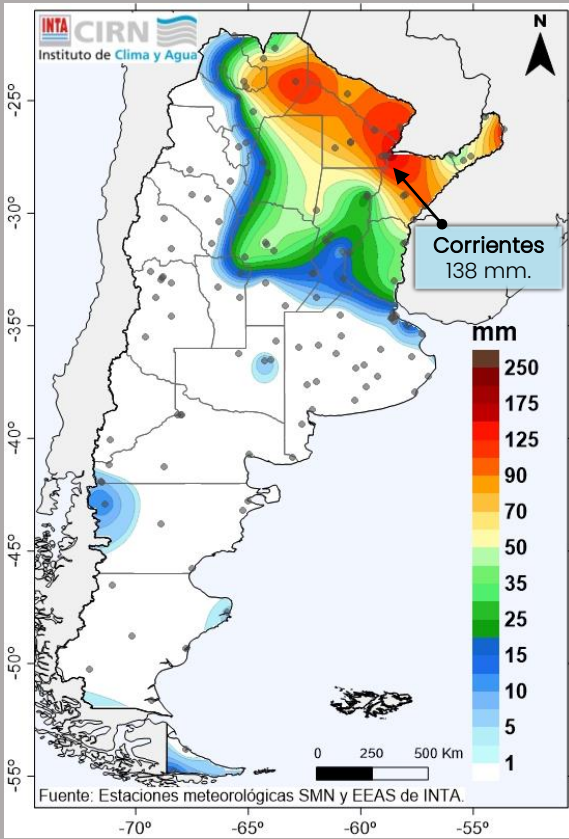 INTA CIRN
Instituto de Clima y Agua
N
-25°
-30°
-35°
-40°
-45°
-50°
-55°
Corrientes
138 mm.
mm
250
175
125
90
70
50
35
25
15
10
5
1
0 250 500 Km
Fuente: Estaciones meteorológicas SMN y EEAS de INTA.
-70° -65° -60° -55°